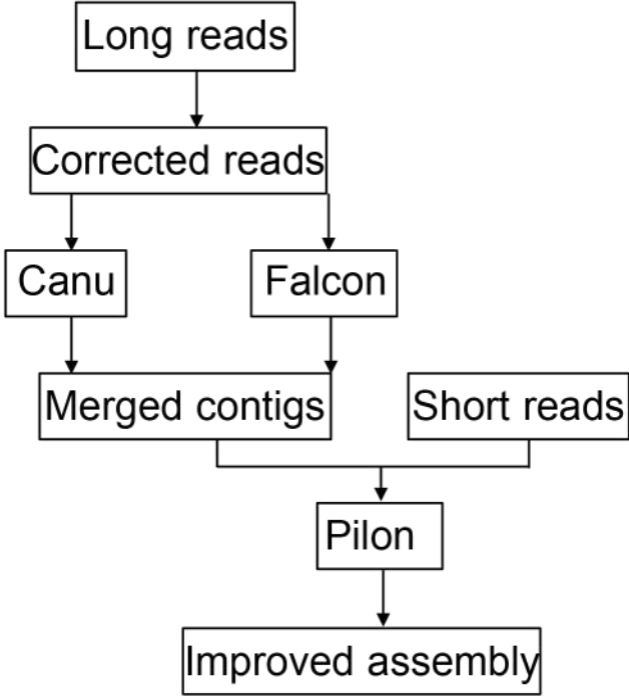 Long reads
Corrected reads
Canu
Falcon
Merged contigs
Short reads
Pilon
Improved assembly